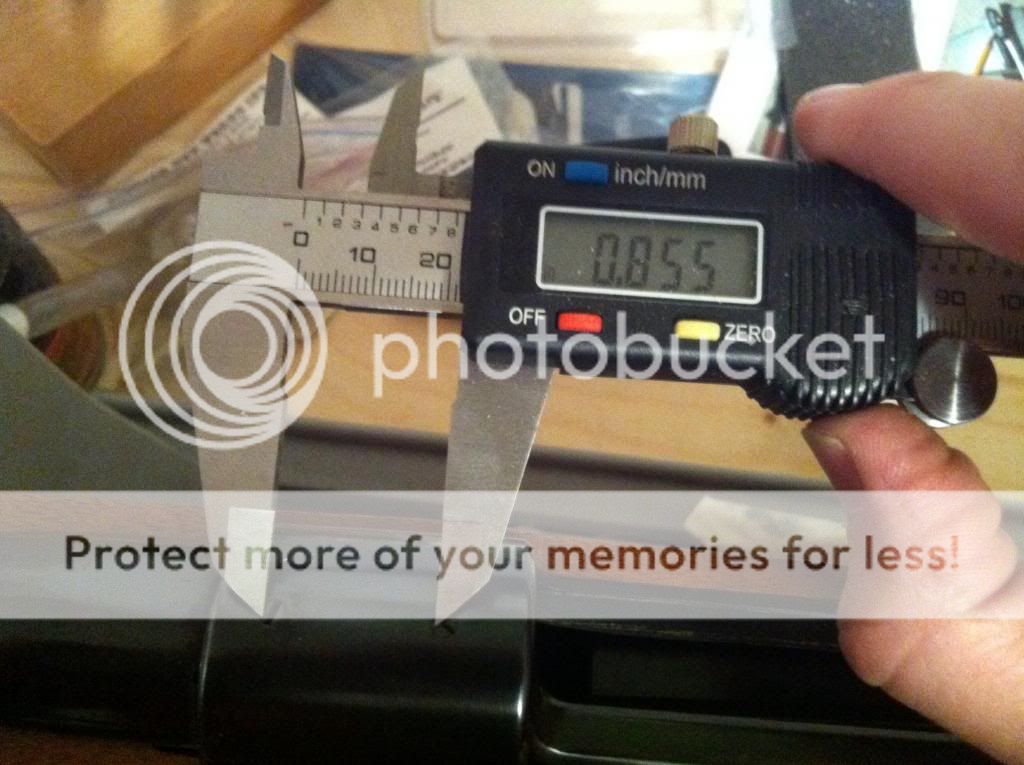 ON inch/mm
1 2 3 4 5 6 7 8
0 10 20
0.855
90 10
OFF ZERO
photobucket
Protect more of your memories for less!